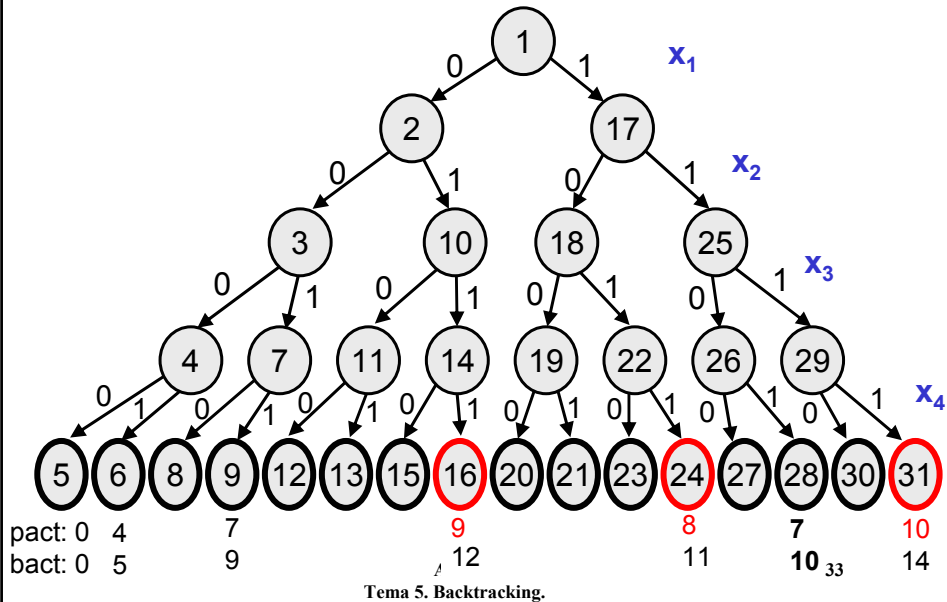 1
0 1 x₁
2 17
0 1 0 1 x₂
3 10 18 25
0 1 0 1 0 1 0 1 x₃
4 7 11 14 19 22 26 29
0 1 0 1 0 1 0 1 0 1 0 1 0 1 0 1 x₄
5 6 8 9 12 13 15 16 20 21 23 24 27 28 30 31
pact: 0 4 7 9 8 7 10
bact: 0 5 9 12 11 10 33 14
Tema 5. Backtracking.